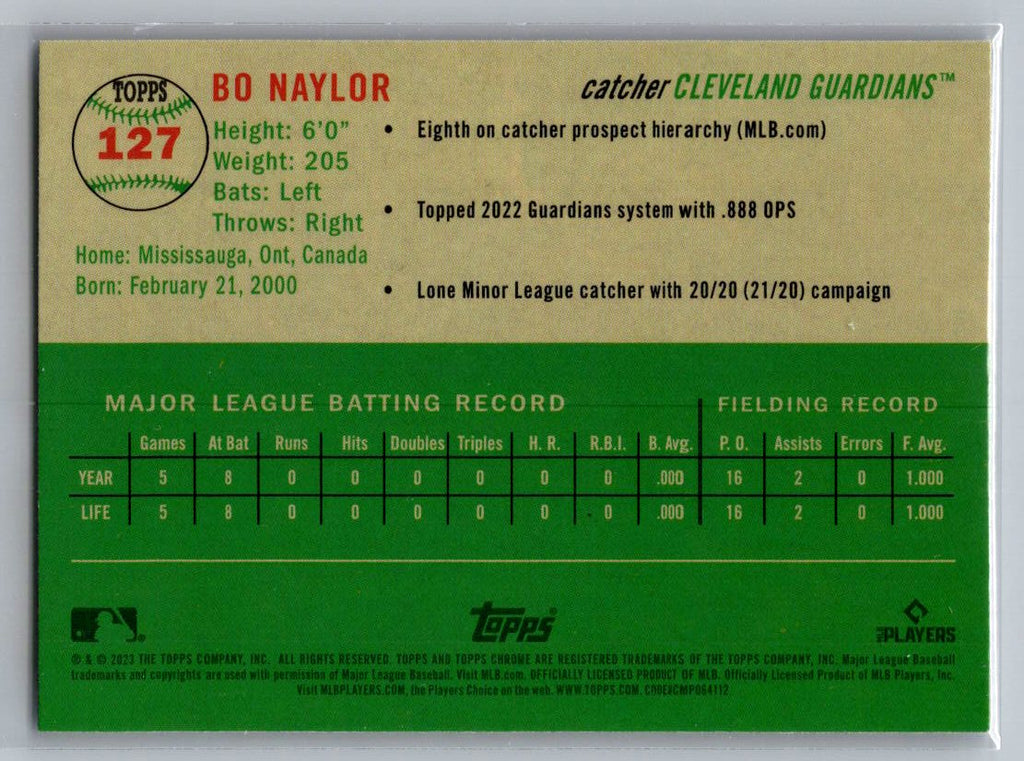 TOPPS
127
BO NAYLOR
catcher CLEVELAND GUARDIANS™
Height: 6'0"
Weight: 205
Bats: Left
Throws: Right
Home: Mississauga, Ont, Canada
Born: February 21, 2000
• Eighth on catcher prospect hierarchy (MLB.com)
• Topped 2022 Guardians system with .888 OPS
• Lone Minor League catcher with 20/20 (21/20) campaign
MAJOR LEAGUE BATTING RECORD FIELDING RECORD
Games At Bat Runs Hits Doubles Triples H. R. R.B.I. B. Avg. P. O. Assists Errors F. Avg.
YEAR 5 8 0 0 0 0 0 0 .000 16 2 0 1.000
LIFE 5 8 0 0 0 0 0 0 .000 16 2 0 1.000
Topps®
MLB PLAYERS
® & © 2023 THE TOPPS COMPANY, INC. ALL RIGHTS RESERVED. TOPPS AND TOPPS CHROME ARE REGISTERED TRADEMARKS OF THE TOPPS COMPANY, INC. Major League Baseball
trademarks and copyrights are used with permission of Major League Baseball. Visit MLB.com. OFFICIALLY LICENSED PRODUCT OF MLB Players, Inc.
Visit MLBPLAYERS.COM, the Players Choice on the web. WWW.TOPPS.COM. CODE#CMP064112